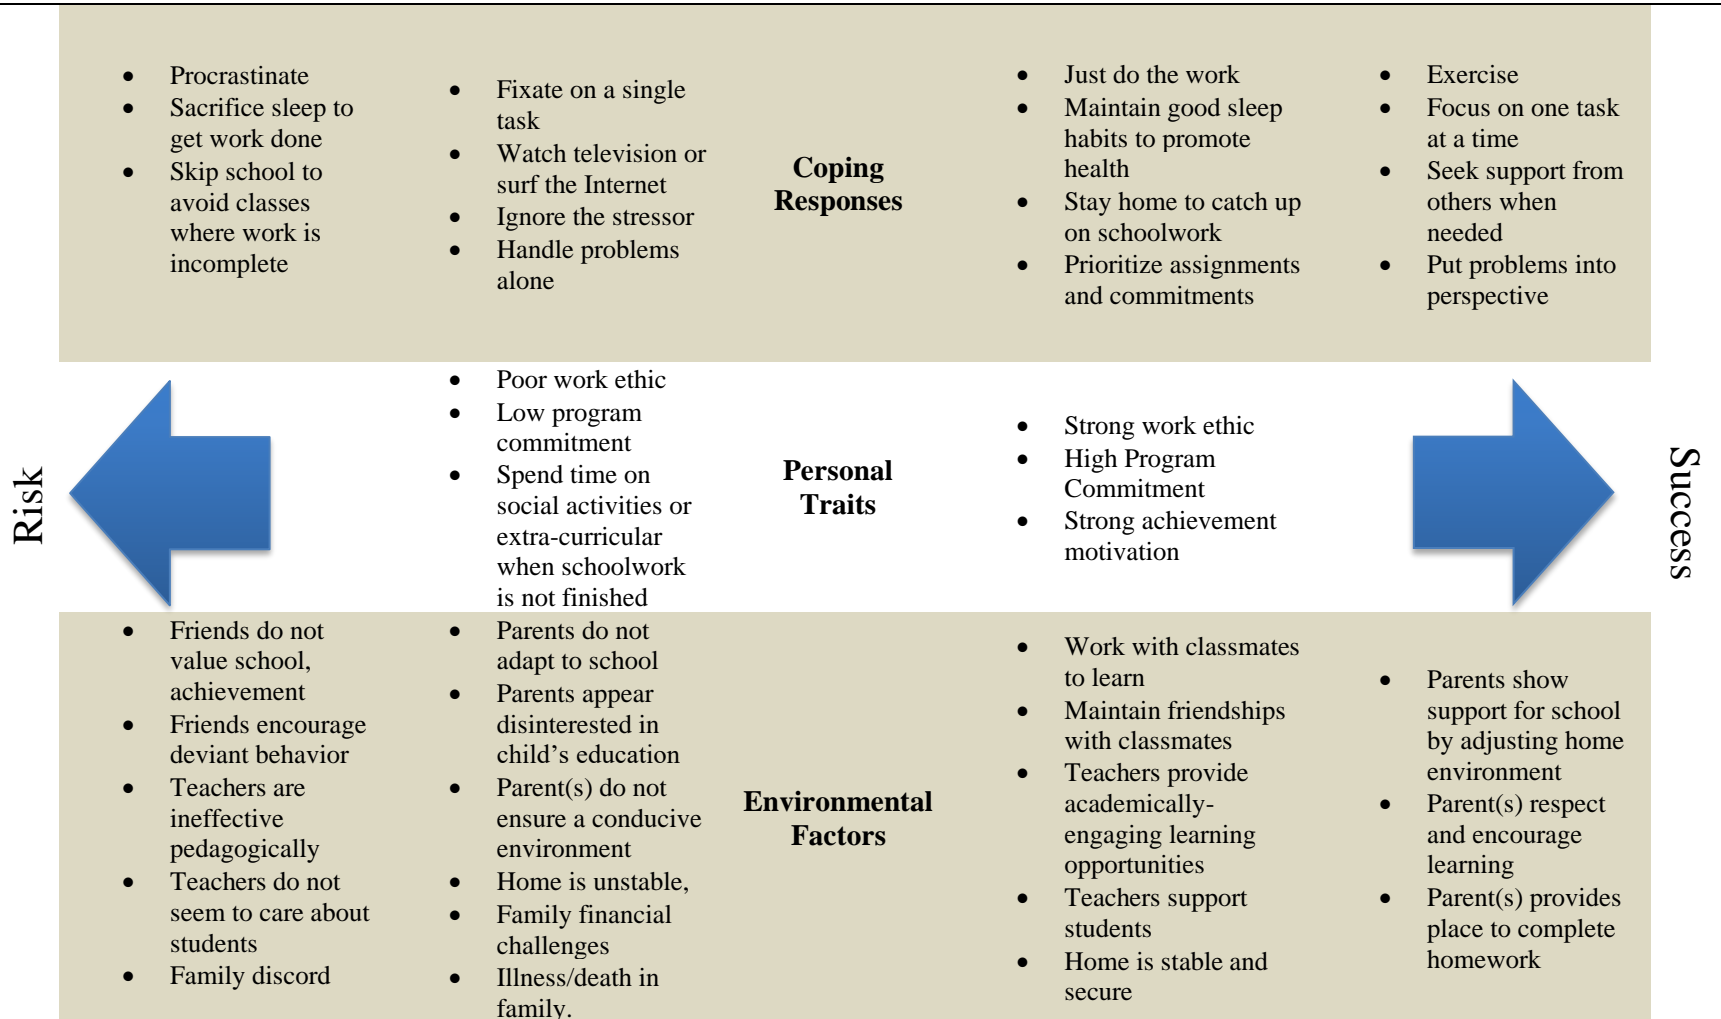 Risk
• Procrastinate
• Sacrifice sleep to
get work done
• Skip school to
avoid classes
where work is
incomplete
• Fixate on a single
task
• Watch television or
surf the Internet
• Ignore the stressor
• Handle problems
alone
Coping
Responses
• Just do the work
• Maintain good sleep
habits to promote
health
• Stay home to catch up
on schoolwork
• Prioritize assignments
and commitments
• Exercise
• Focus on one task
at a time
• Seek support from
others when
needed
• Put problems into
perspective
• Poor work ethic
• Low program
commitment
• Spend time on
social activities or
extra-curricular
when schoolwork
is not finished
Personal
Traits
• Strong work ethic
• High Program
Commitment
• Strong achievement
motivation
• Friends do not
value school,
achievement
• Friends encourage
deviant behavior
• Teachers are
ineffective
pedagogically
• Teachers do not
seem to care about
students
• Family discord
• Parents do not
adapt to school
• Parents appear
disinterested in
child’s education
• Parent(s) do not
ensure a conducive
environment
• Home is unstable,
• Family financial
challenges
• Illness/death in
family.
Environmental
Factors
• Work with classmates
to learn
• Maintain friendships
with classmates
• Teachers provide
academically-
engaging learning
opportunities
• Teachers support
students
• Home is stable and
secure
• Parents show
support for school
by adjusting home
environment
• Parent(s) respect
and encourage
learning
• Parent(s) provides
place to complete
homework
Success